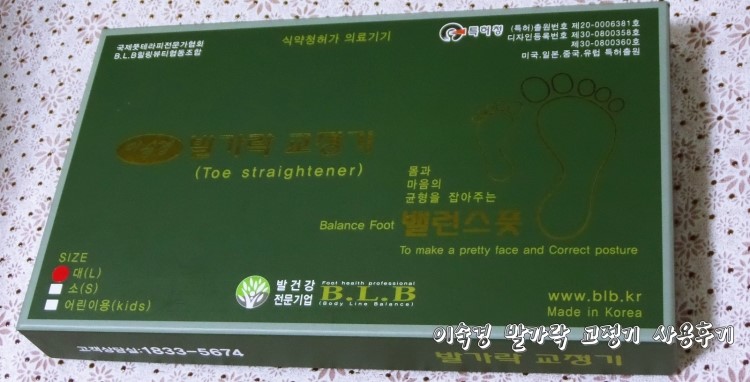 국제풋테라피전문가협회
B.L.B힐링뷰티협동조합
식약청허가 의료기기
특허청
(특허)출원번호 제20-0006381호
디자인등록번호 제30-0800358호
제30-0800360호
미국,일본,중국,유럽 특허출원
이숙경 발가락 교정기
(Toe straightener)
몸과
마음의
균형을 잡아주는
Balance Foot 밸런스풋
To make a pretty face and Correct posture
SIZE
대(L)
소(S)
어린이용(kids)
발건강
전문기업
Foot health professional
B.L.B
(Body Line Balance)
www.blb.kr
Made in Korea
고객상담실:1833-5674
발가락 교정기
이숙경 발가락 교정기 사용후기